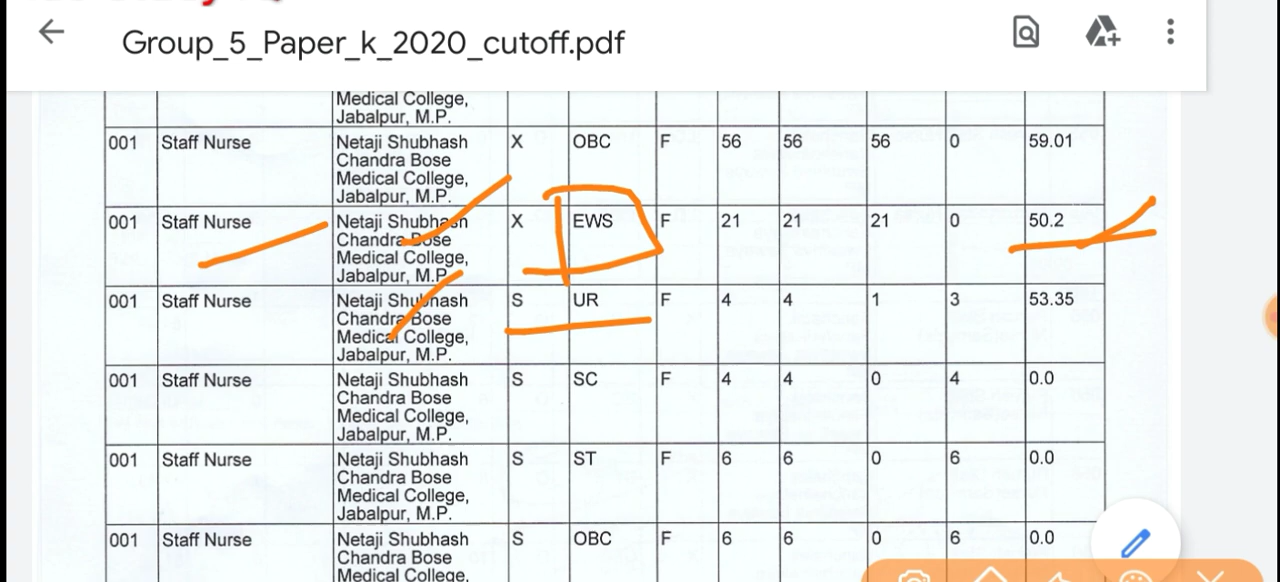 Group_5_Paper_k_2020_cutoff.pdf
Medical College,
Jabalpur, M.P.
001 Staff Nurse Netaji Shubhash X OBC F 56 56 56 0 59.01
Chandra Bose
Medical College,
Jabalpur, M.P.
001 Staff Nurse Netaji Shubhash X EWS F 21 21 21 0 50.2
Chandra Bose
Medical College,
Jabalpur, M.P.
001 Staff Nurse Netaji Shubhash S UR F 4 4 1 3 53.35
Chandra Bose
Medical College,
Jabalpur, M.P.
001 Staff Nurse Netaji Shubhash S SC F 4 4 0 4 0.0
Chandra Bose
Medical College,
Jabalpur, M.P.
001 Staff Nurse Netaji Shubhash S ST F 6 6 0 6 0.0
Chandra Bose
Medical College,
Jabalpur, M.P.
001 Staff Nurse Netaji Shubhash S OBC F 6 6 0 6 0.0
Chandra Bose
Medical College,